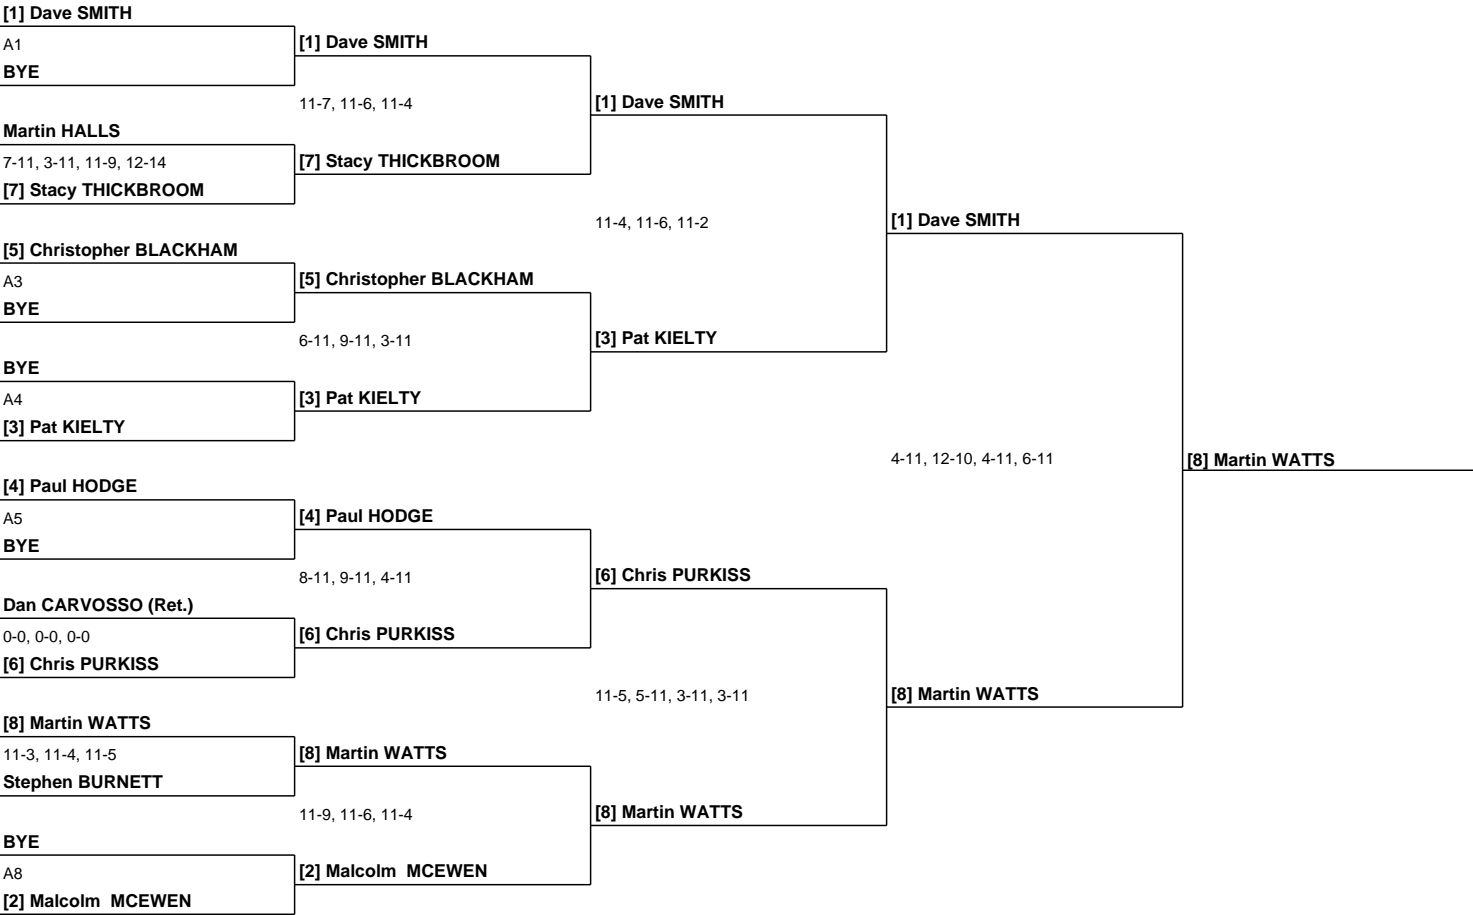 [1] Dave SMITH
A1
BYE
Martin HALLS
7-11, 3-11, 11-9, 12-14
[7] Stacy THICKBROOM
[5] Christopher BLACKHAM
A3
BYE
BYE
A4
[3] Pat KIELTY
[4] Paul HODGE
A5
BYE
Dan CARVOSSO (Ret.)
0-0, 0-0, 0-0
[6] Chris PURKISS
[8] Martin WATTS
11-3, 11-4, 11-5
Stephen BURNETT
BYE
A8
[2] Malcolm  MCEWEN
[1] Dave SMITH
11-7, 11-6, 11-4
[7] Stacy THICKBROOM
[5] Christopher BLACKHAM
6-11, 9-11, 3-11
[3] Pat KIELTY
[4] Paul HODGE
8-11, 9-11, 4-11
[6] Chris PURKISS
[8] Martin WATTS
11-9, 11-6, 11-4
[2] Malcolm  MCEWEN
[1] Dave SMITH
11-4, 11-6, 11-2
[3] Pat KIELTY
[6] Chris PURKISS
11-5, 5-11, 3-11, 3-11
[8] Martin WATTS
[1] Dave SMITH
4-11, 12-10, 4-11, 6-11
[8] Martin WATTS
[8] Martin WATTS